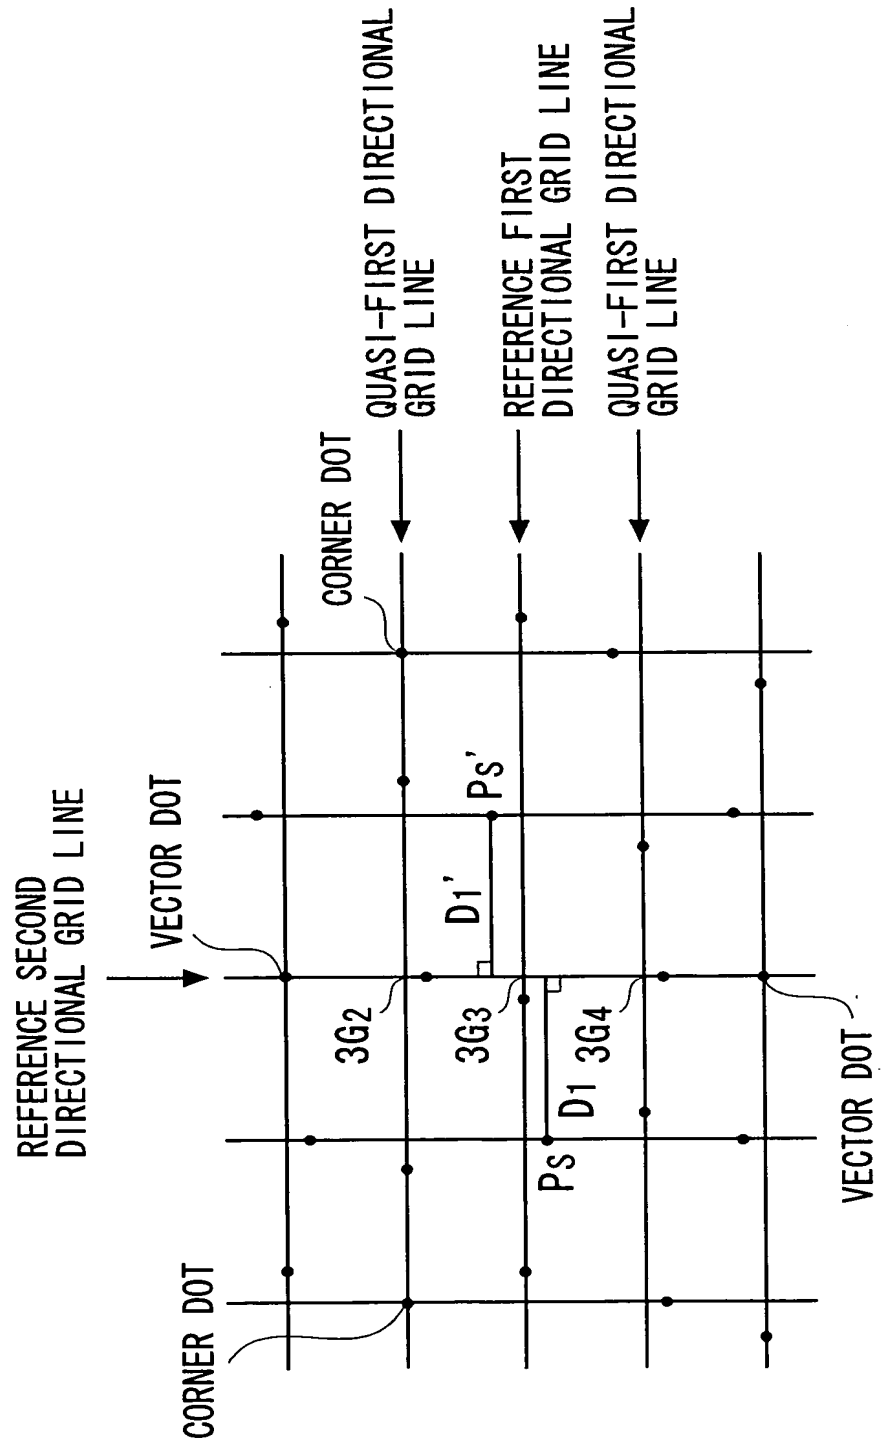 REFERENCE SECOND
DIRECTIONAL GRID LINE
VECTOR DOT
CORNER DOT
CORNER DOT
QUASI-FIRST DIRECTIONAL
GRID LINE
REFERENCE FIRST
DIRECTIONAL GRID LINE
QUASI-FIRST DIRECTIONAL
GRID LINE
3G2
D1'
Ps'
3G3
Ps
D1
3G4
VECTOR DOT